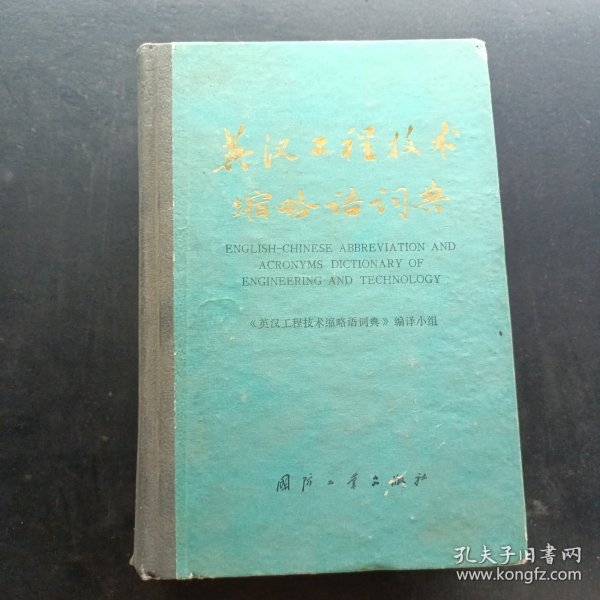 英汉工程技术
缩略语词典
ENGLISH-CHINESE ABBREVIATION AND
ACRONYMS DICTIONARY OF
ENGINEERING AND TECHNOLOGY
《英汉工程技术缩略语词典》编译小组
国防工业出版社
孔夫子旧书网
www.kongfz.com